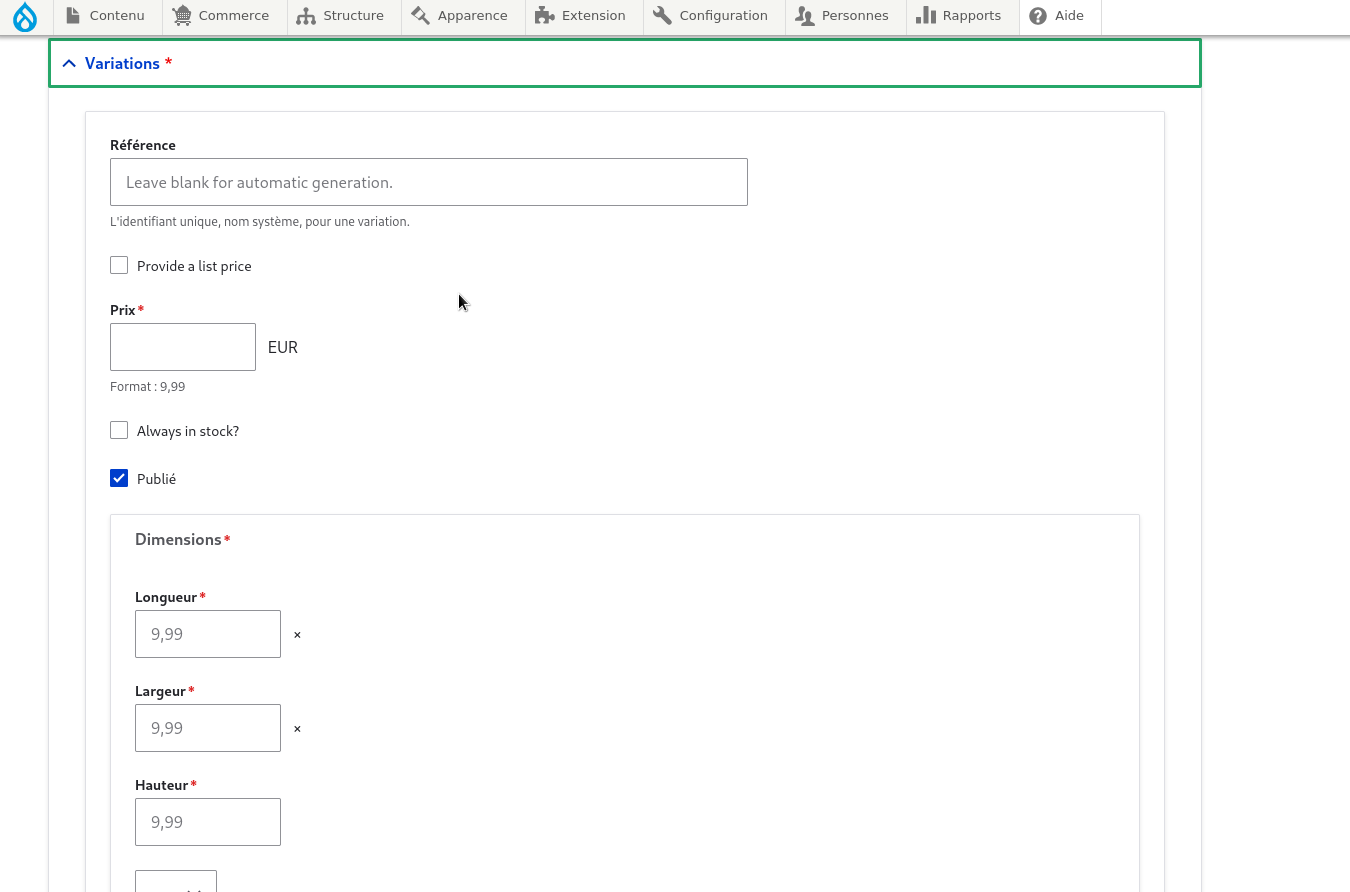 Contenu Commerce Structure Apparence Extension Configuration Personnes Rapports Aide
Variations *
Référence
Leave blank for automatic generation.
L'identifiant unique, nom système, pour une variation.
Provide a list price
Prix *
EUR
Format : 9,99
Always in stock?
Publié
Dimensions *
Longueur *
9,99 ×
Largeur *
9,99 ×
Hauteur *
9,99